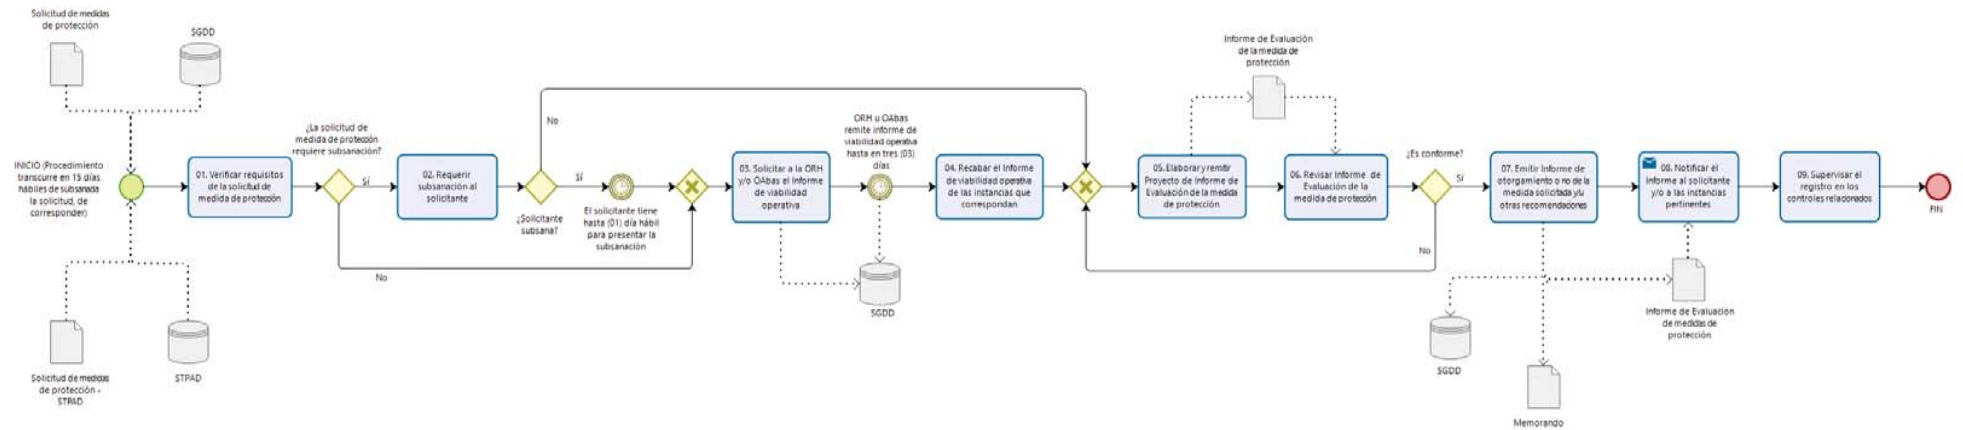 Solicitud de medidas
de protección
SGDD
INICIO (Procedimiento
transcurre en 15 días
hábiles de subsanada
la solicitud, de
corresponder)
Solicitud de medidas
de protección -
STPAD
STPAD
01. Verificar requisitos
de la solicitud de
medida de protección
¿La solicitud de
medida de protección
requiere subsanación?
Sí
No
02. Requerir
subsanación al
solicitante
¿Solicitante
subsana?
No
Sí
El solicitante tiene
hasta (01) día hábil
para presentar la
subsanación
03. Solicitar a la ORH
y/o OAbas el Informe
de viabilidad
operativa
ORH u OAbas
remite informe de
viabilidad operativa
hasta en tres (03)
días
SGDD
04. Recabar el Informe
de viabilidad operativa
de las instancias que
correspondan
05. Elaborar y remitir
Proyecto de Informe de
Evaluación de la medida
de protección
Informe de Evaluación
de la medida de
protección
06. Revisar Informe de
Evaluación de la
medida de protección
¿Es conforme?
Sí
No
07. Emitir Informe de
otorgamiento o no de la
medida solicitada y/u
otras recomendaciones
SGDD
Memorando
Informe de Evaluación
de medidas de
protección
08. Notificar el
Informe al solicitante
y/o a las instancias
pertinentes
09. Supervisar el
registro en los
controles relacionados
FIN